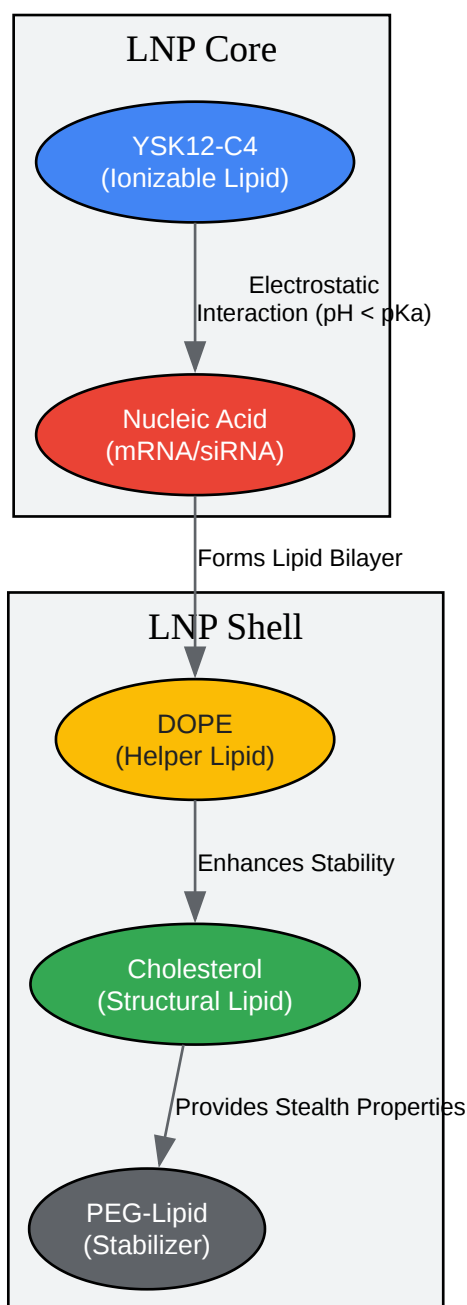 LNP Core
YSK12-C4
(Ionizable Lipid)
Electrostatic
Interaction (pH < pKa)
Nucleic Acid
(mRNA/siRNA)
Forms Lipid Bilayer
LNP Shell
DOPE
(Helper Lipid)
Enhances Stability
Cholesterol
(Structural Lipid)
Provides Stealth Properties
PEG-Lipid
(Stabilizer)